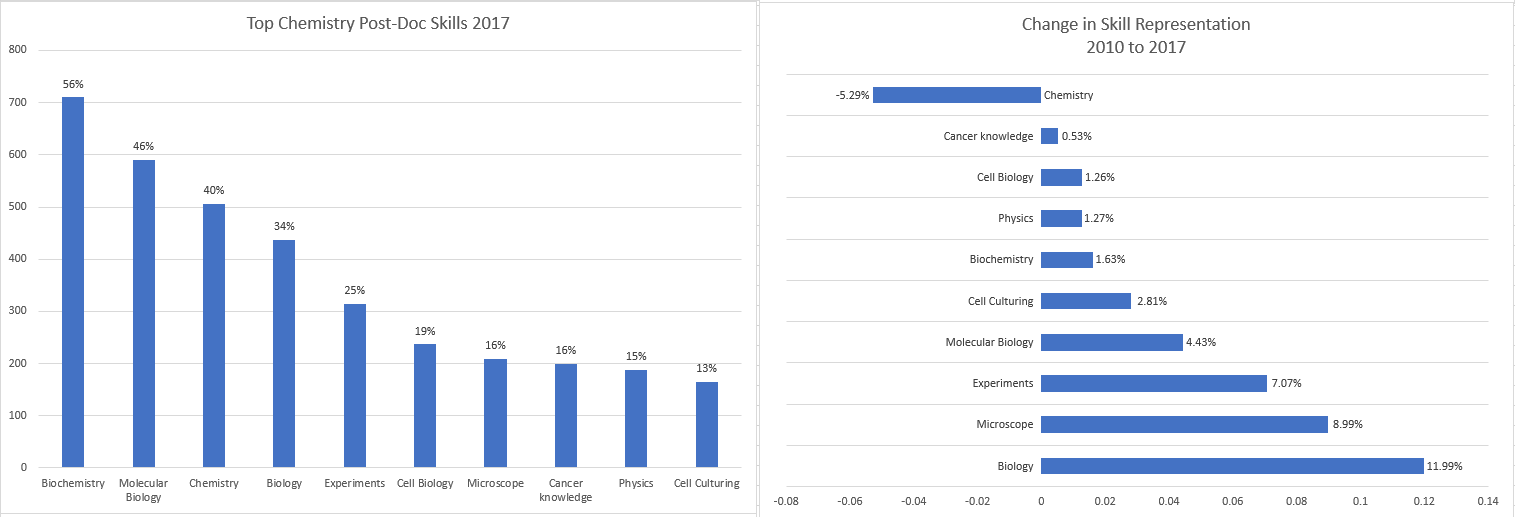 Top Chemistry Post-Doc Skills 2017
800
700
600
500
400
300
200
100
0
56%
46%
40%
34%
25%
19%
16%
16%
15%
13%
Biochemistry
Molecular
Biology
Chemistry
Biology
Experiments
Cell Biology
Microscope
Cancer
knowledge
Physics
Cell Culturing
Change in Skill Representation
2010 to 2017
-5.29% Chemistry
Cancer knowledge 0.53%
Cell Biology 1.26%
Physics 1.27%
Biochemistry 1.63%
Cell Culturing 2.81%
Molecular Biology 4.43%
Experiments 7.07%
Microscope 8.99%
Biology 11.99%
-0.08 -0.06 -0.04 -0.02 0 0.02 0.04 0.06 0.08 0.1 0.12 0.14